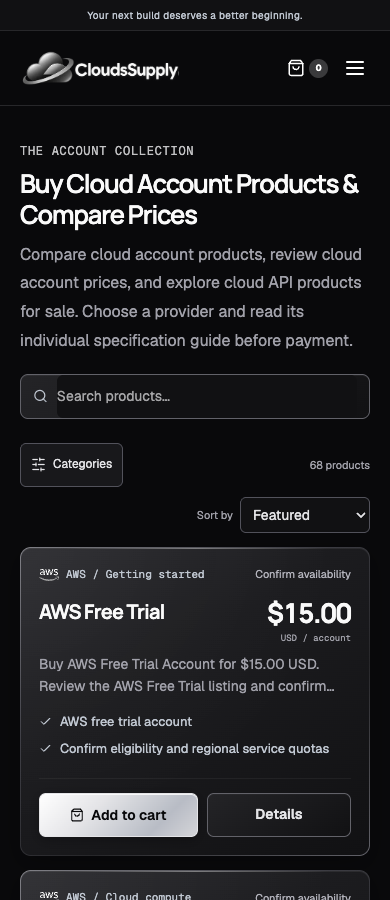 Your next build deserves a better beginning.
CloudsSupply
0
THE ACCOUNT COLLECTION
Buy Cloud Account Products &
Compare Prices
Compare cloud account products, review cloud
account prices, and explore cloud API products
for sale. Choose a provider and read its
individual specification guide before payment.
Search products...
Categories
68 products
Sort by
Featured
aws AWS / Getting started
Confirm availability
AWS Free Trial
$15.00
USD / account
Buy AWS Free Trial Account for $15.00 USD.
Review the AWS Free Trial listing and confirm...
AWS free trial account
Confirm eligibility and regional service quotas
Add to cart
Details
aws AWS / Cloud compute
Confirm availability